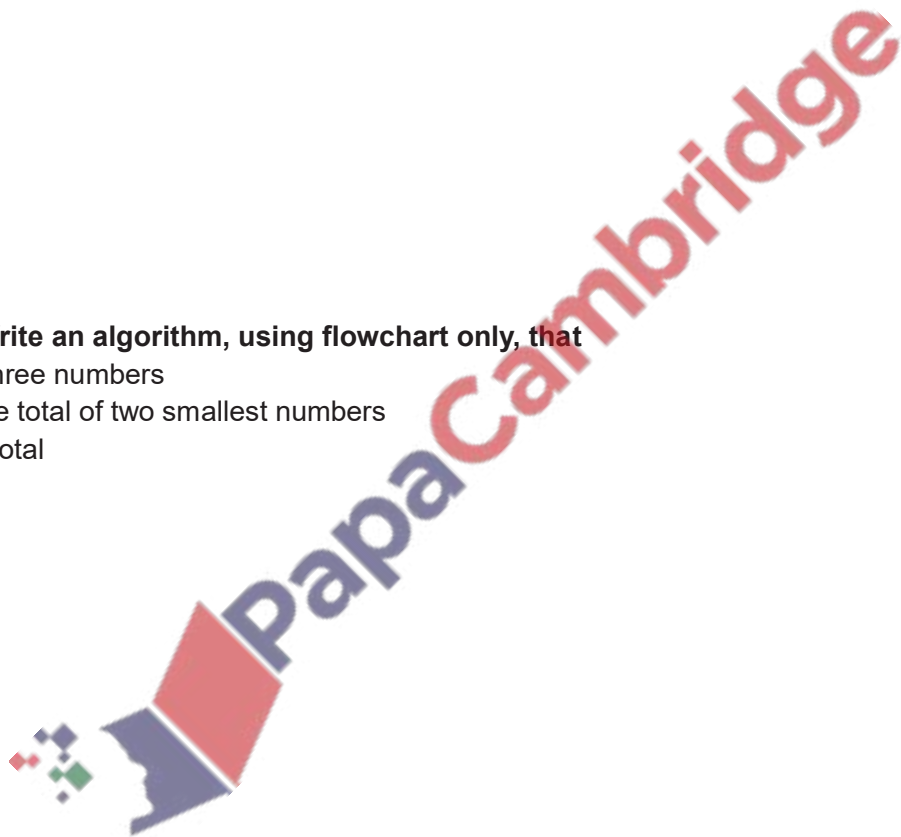 rite an algorithm, using flowchart only, that
hree numbers
e total of two smallest numbers
otal
PapaCambridge